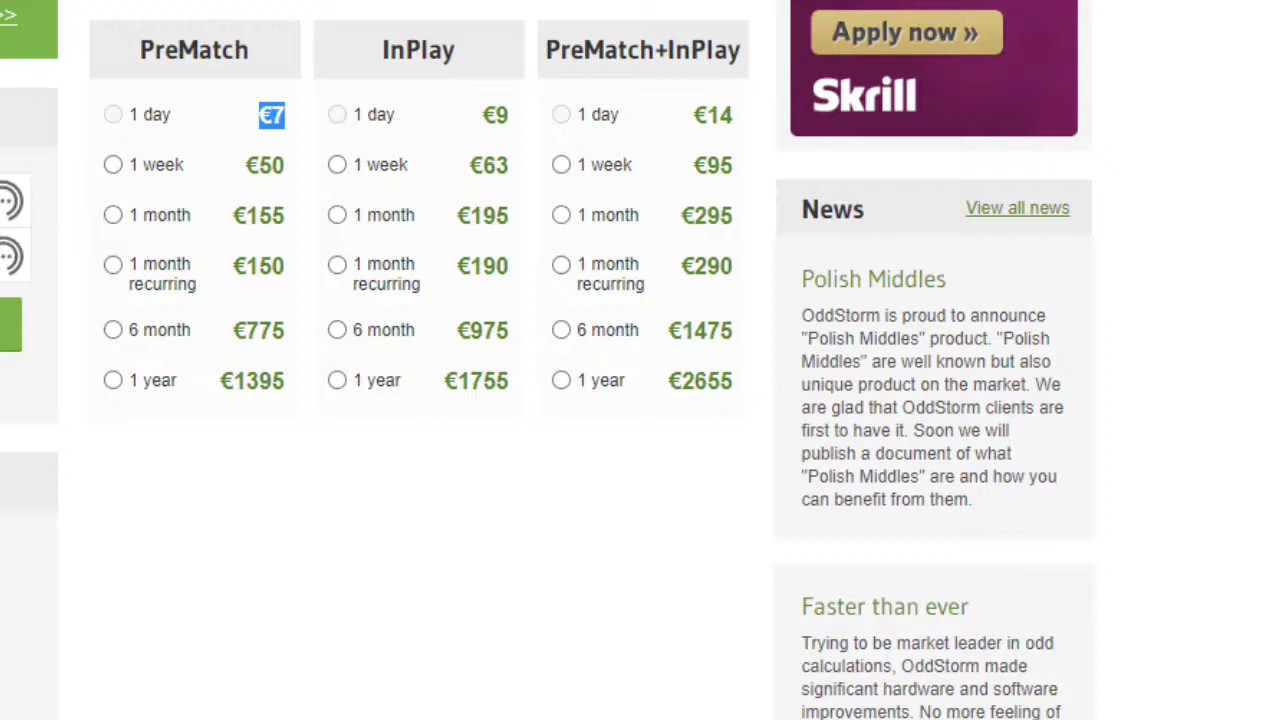 >>
PreMatch
1 day €7
1 week €50
1 month €155
1 month
recurring €150
6 month €775
1 year €1395
InPlay
1 day €9
1 week €63
1 month €195
1 month
recurring €190
6 month €975
1 year €1755
PreMatch+InPlay
1 day €14
1 week €95
1 month €295
1 month
recurring €290
6 month €1475
1 year €2655
Apply now »
Skrill
News View all news
Polish Middles
OddStorm is proud to announce
"Polish Middles" product. "Polish
Middles" are well known but also
unique product on the market. We
are glad that OddStorm clients are
first to have it. Soon we will
publish a document of what
"Polish Middles" are and how you
can benefit from them.
Faster than ever
Trying to be market leader in odd
calculations, OddStorm made
significant hardware and software
improvements. No more feeling of